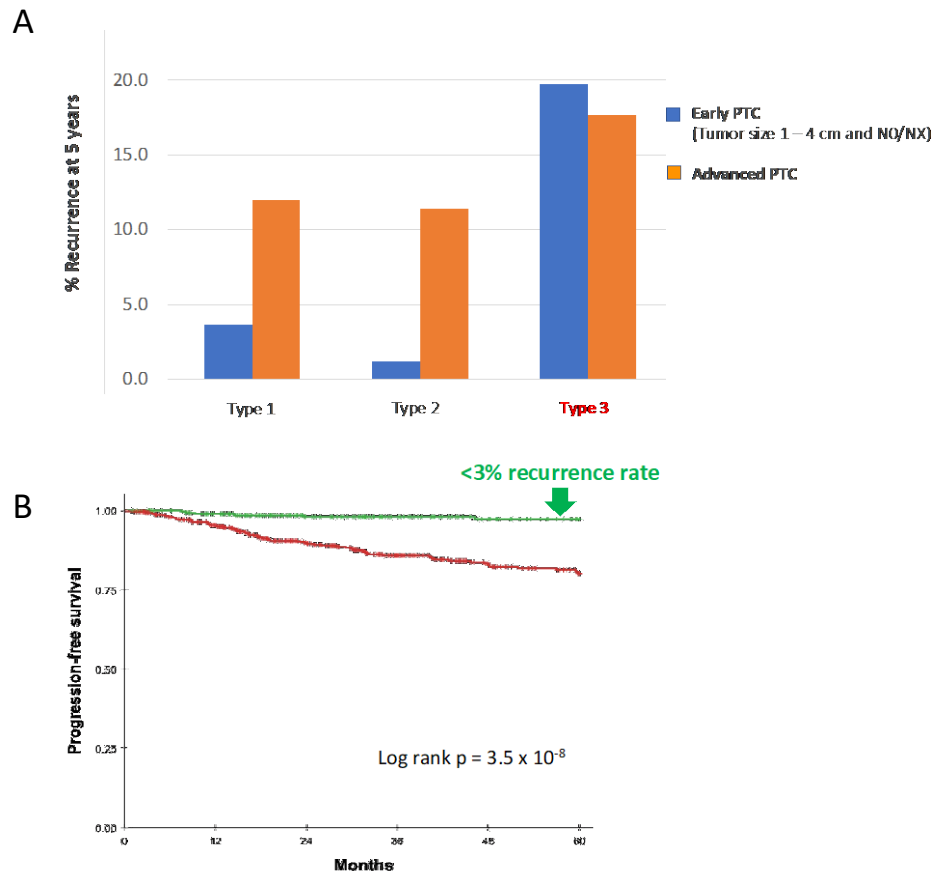 A
% Recurrence at 5 years
20.0
15.0
10.0
5.0
0.0
Type 1
Type 2
Type 3
Early PTC
(Tumor size 1 – 4 cm and N0/NX)
Advanced PTC
<3% recurrence rate
B
Progression-free survival
1.00
0.75
0.50
0.25
0.00
Log rank p = 3.5 x 10⁻⁸
0
12
24
36
48
60
Months